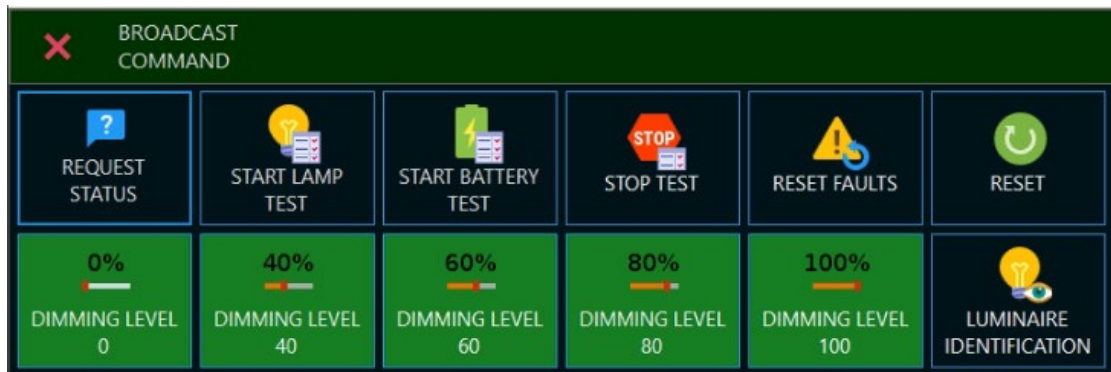 BROADCAST
COMMAND
?
REQUEST
STATUS
START LAMP
TEST
START BATTERY
TEST
STOP
STOP TEST
RESET FAULTS
RESET
0%
DIMMING LEVEL
0
40%
DIMMING LEVEL
40
60%
DIMMING LEVEL
60
80%
DIMMING LEVEL
80
100%
DIMMING LEVEL
100
LUMINAIRE
IDENTIFICATION